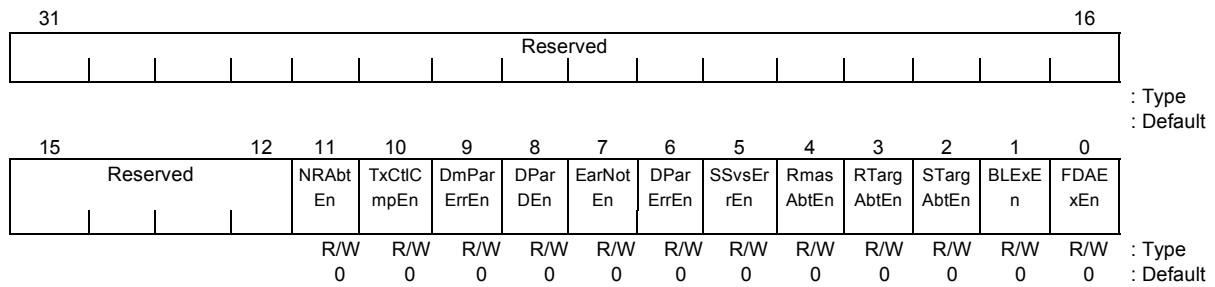 31 16
Reserved
: Type
: Default
15 12 11 10 9 8 7 6 5 4 3 2 1 0
Reserved NRAbt TxCtlC DmPar DPar EarNot DPar SSvsEr Rmas RTarg STarg BLExE FDAE
En mpEn ErrEn DEn En ErrEn rEn AbtEn AbtEn AbtEn n xEn
R/W R/W R/W R/W R/W R/W R/W R/W R/W R/W R/W R/W : Type
0 0 0 0 0 0 0 0 0 0 0 0 : Default